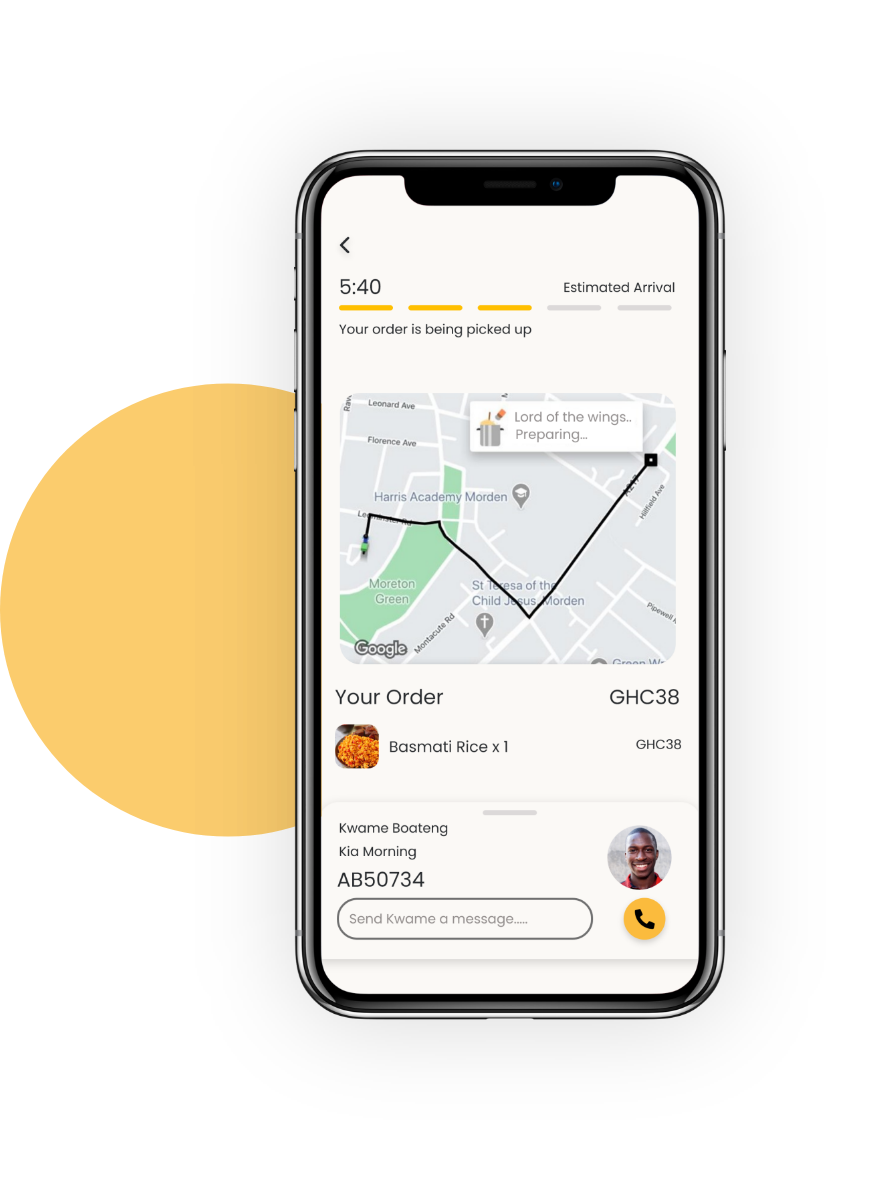 5:40
Estimated Arrival
Your order is being picked up
Leonard Ave
Lord of the wings..
Preparing...
Florence Ave
Harris Academy Morden
Hillfield Ave
Moreton
Green
St Teresa of the
Child Jesus, Morden
Pipewell
Montacute Rd
Google
Your Order
GHC38
Basmati Rice x 1
GHC38
Kwame Boateng
Kia Morning
AB50734
Send Kwame a message.....